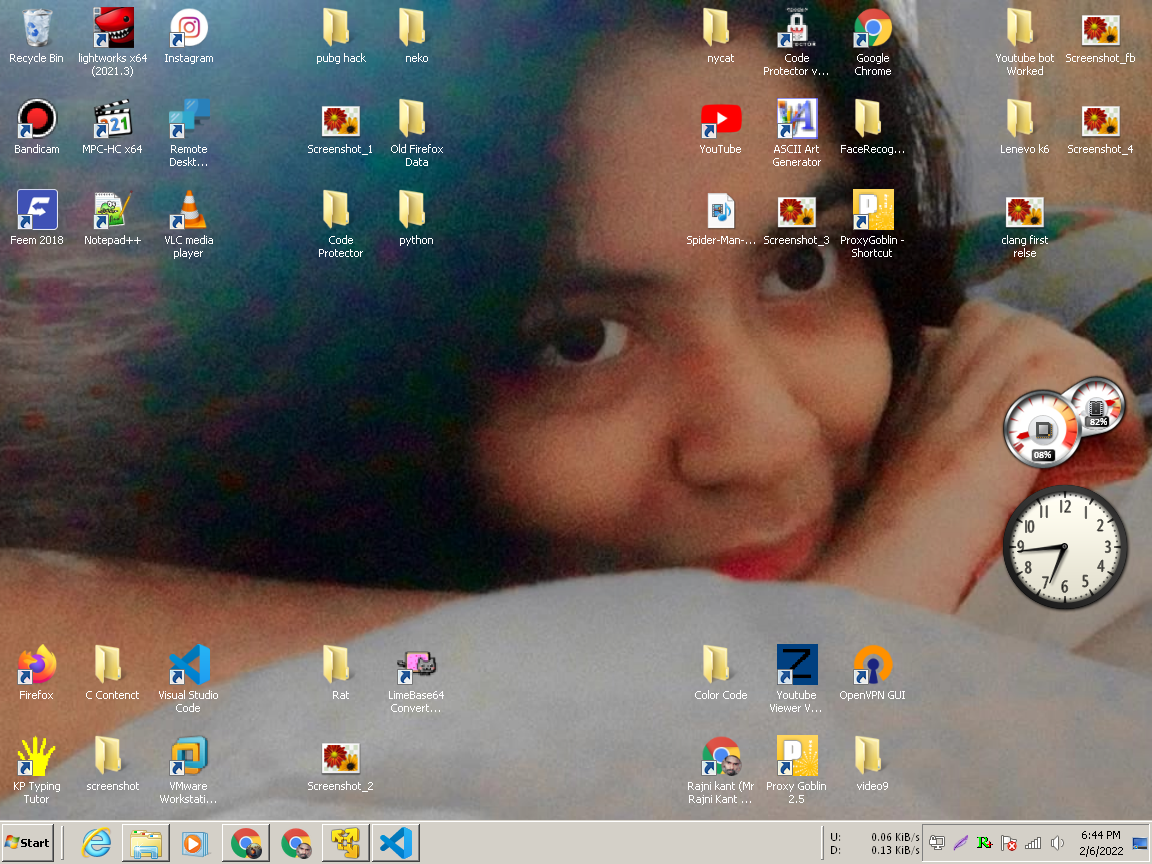 Recycle Bin
lightworks x64
(2021.3)
Instagram
pubg hack
neko
nycat
Code
Protector v...
Google
Chrome
Youtube bot
Worked
Screenshot_fb
Bandicam
MPC-HC x64
Remote
Deskt...
Screenshot_1
Old Firefox
Data
YouTube
ASCII Art
Generator
FaceRecog...
Lenevo k6
Screenshot_4
Feem 2018
Notepad++
VLC media
player
Code
Protector
python
Spider-Man-...
Screenshot_3
ProxyGoblin -
Shortcut
clang first
relse
82%
08%
12
1
2
3
4
5
6
7
8
9
10
11
Firefox
C Contenct
Visual Studio
Code
Rat
LimeBase64
Convert...
Color Code
Youtube
Viewer V...
OpenVPN GUI
KP Typing
Tutor
screenshot
VMware
Workstati...
Screenshot_2
Rajni kant (Mr
Rajni Kant ...
Proxy Goblin
2.5
video9
Start
U: 0.06 KiB/s
D: 0.13 KiB/s
6:44 PM
2/6/2022